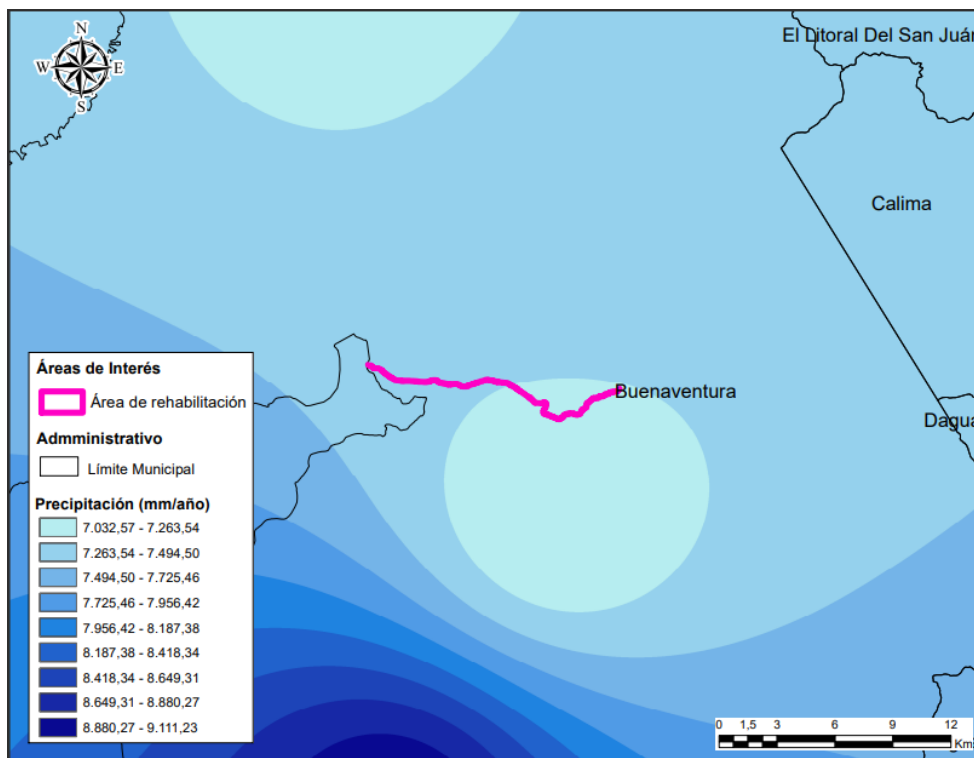 N
W E
S
El Litoral Del San Juán
Calima
Buenaventura
Dagua
Áreas de Interés
Área de rehabilitación
Admministrativo
Límite Municipal
Precipitación (mm/año)
7.032,57 - 7.263,54
7.263,54 - 7.494,50
7.494,50 - 7.725,46
7.725,46 - 7.956,42
7.956,42 - 8.187,38
8.187,38 - 8.418,34
8.418,34 - 8.649,31
8.649,31 - 8.880,27
8.880,27 - 9.111,23
0 1,5 3 6 9 12
Kms